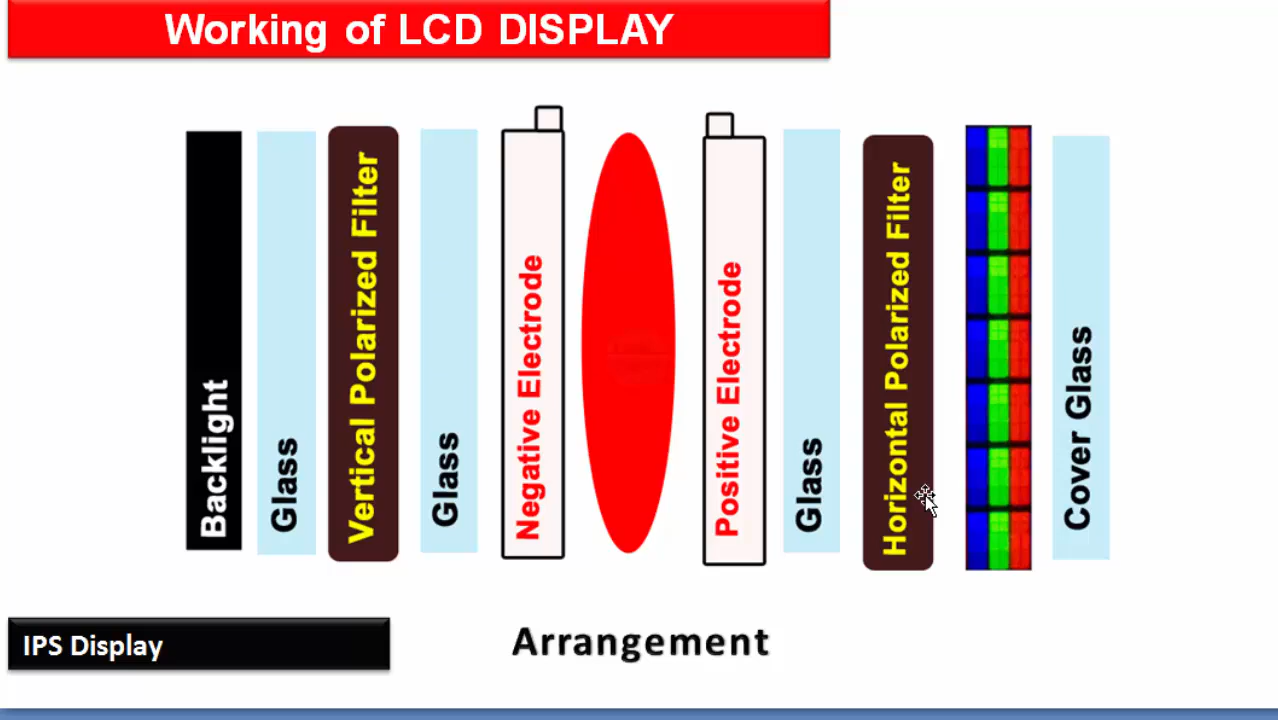 Working of LCD DISPLAY
Backlight
Glass
Vertical Polarized Filter
Glass
Negative Electrode
Positive Electrode
Glass
Horizontal Polarized Filter
Cover Glass
IPS Display
Arrangement